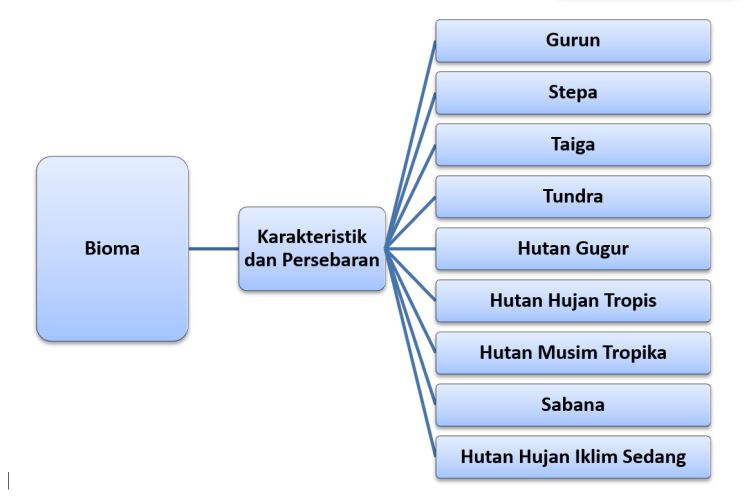 Bioma
Karakteristik
dan Persebaran
Gurun
Stepa
Taiga
Tundra
Hutan Gugur
Hutan Hujan Tropis
Hutan Musim Tropika
Sabana
Hutan Hujan Iklim Sedang